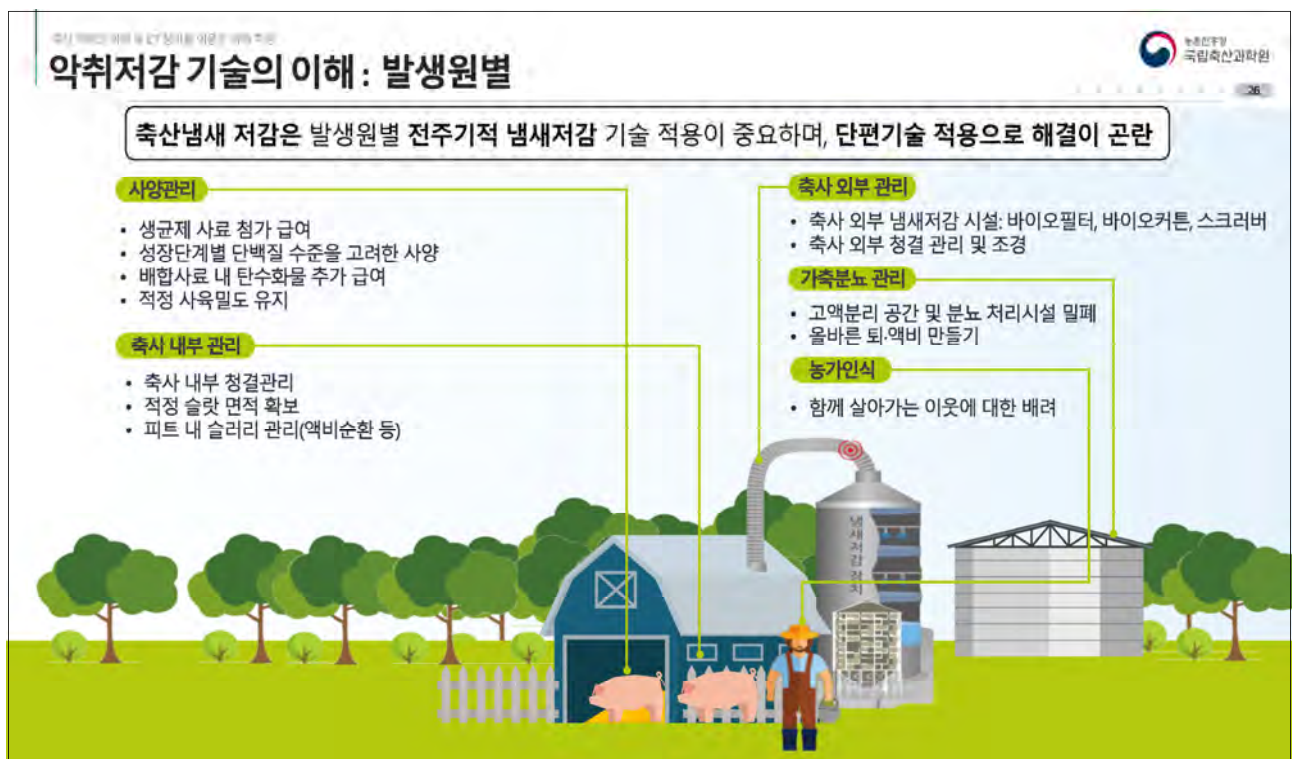 악취저감 기술의 이해 : 발생원별
농촌진흥청
국립축산과학원
26
축산냄새 저감은 발생원별 전주기적 냄새저감 기술 적용이 중요하며, 단편기술 적용으로 해결이 곤란
사양관리
• 생균제 사료 첨가 급여
• 성장단계별 단백질 수준을 고려한 사양
• 배합사료 내 탄수화물 추가 급여
• 적정 사육밀도 유지
축사 내부 관리
• 축사 내부 청결관리
• 적정 슬랏 면적 확보
• 피트 내 슬러리 관리(액비순환 등)
축사 외부 관리
• 축사 외부 냄새저감 시설: 바이오필터, 바이오커튼, 스크러버
• 축사 외부 청결 관리 및 조경
가축분뇨 관리
• 고액분리 공간 및 분뇨 처리시설 밀폐
• 올바른 퇴·액비 만들기
농가인식
• 함께 살아가는 이웃에 대한 배려
냄새저감장치